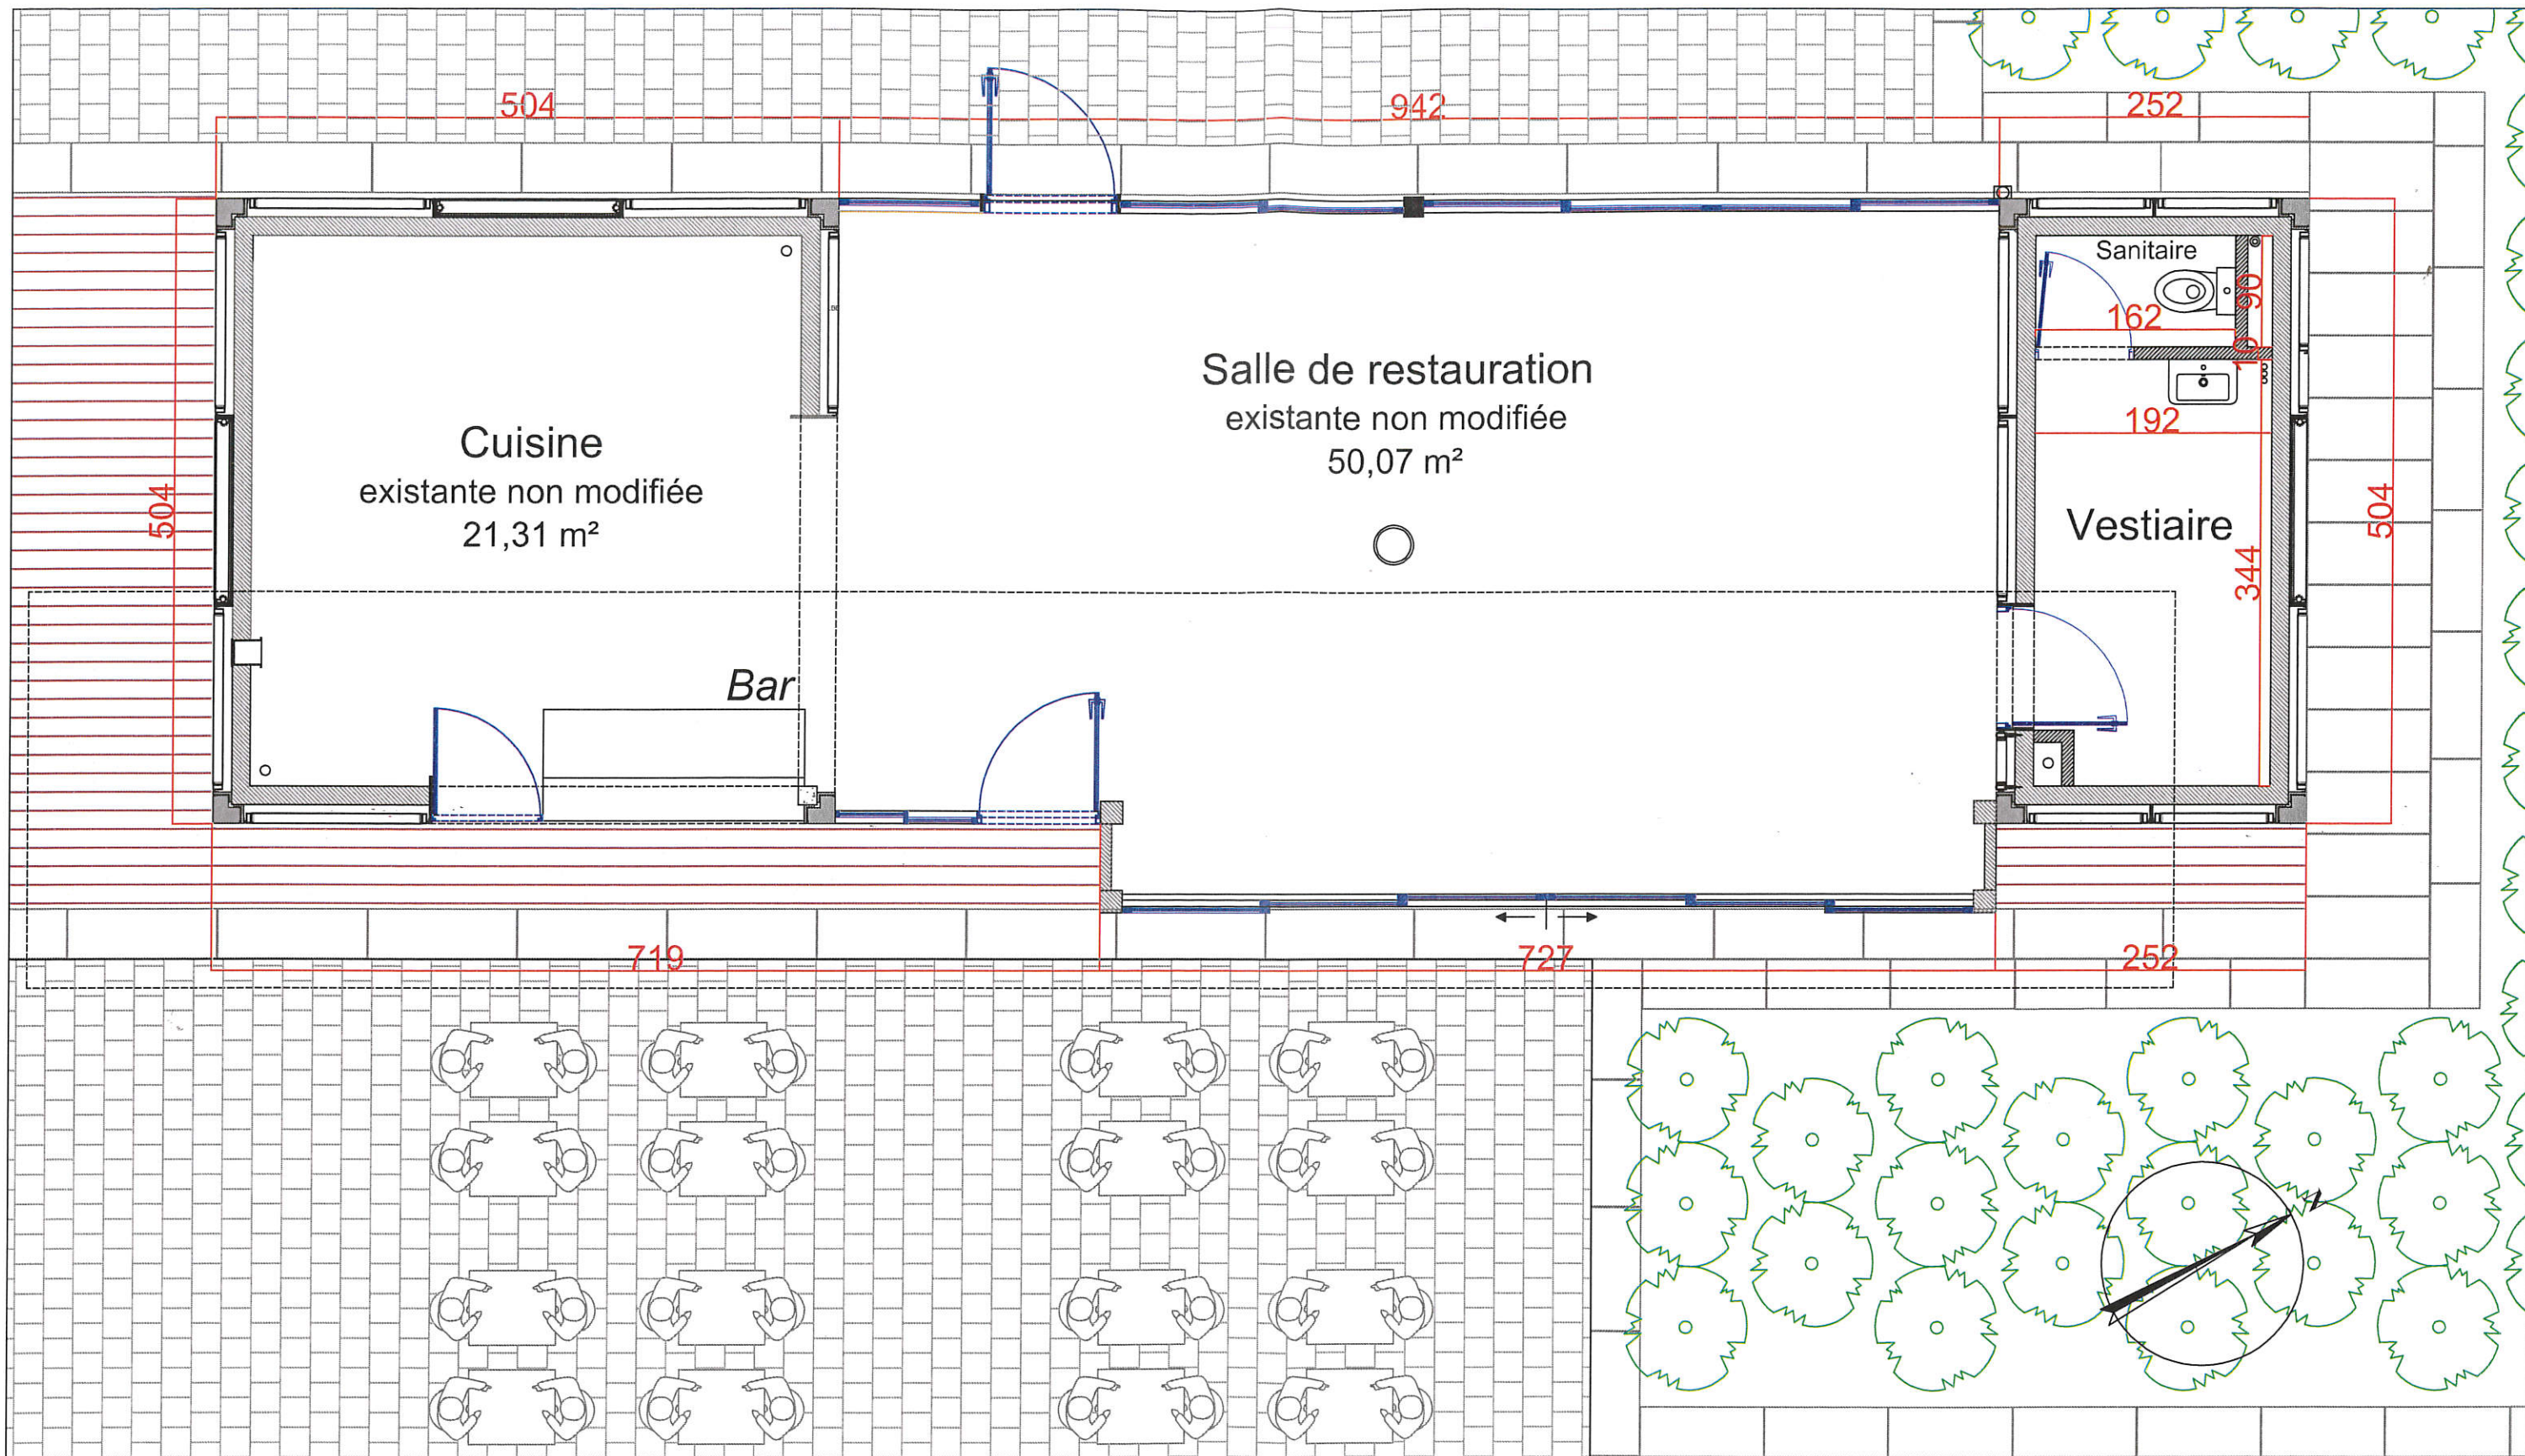 504
942
252
Sanitaire
90
162
10
Salle de restauration
existante non modifiée
50,07 m²
192
Cuisine
existante non modifiée
21,31 m²
504
Vestiaire
504
344
Bar
719
727
252